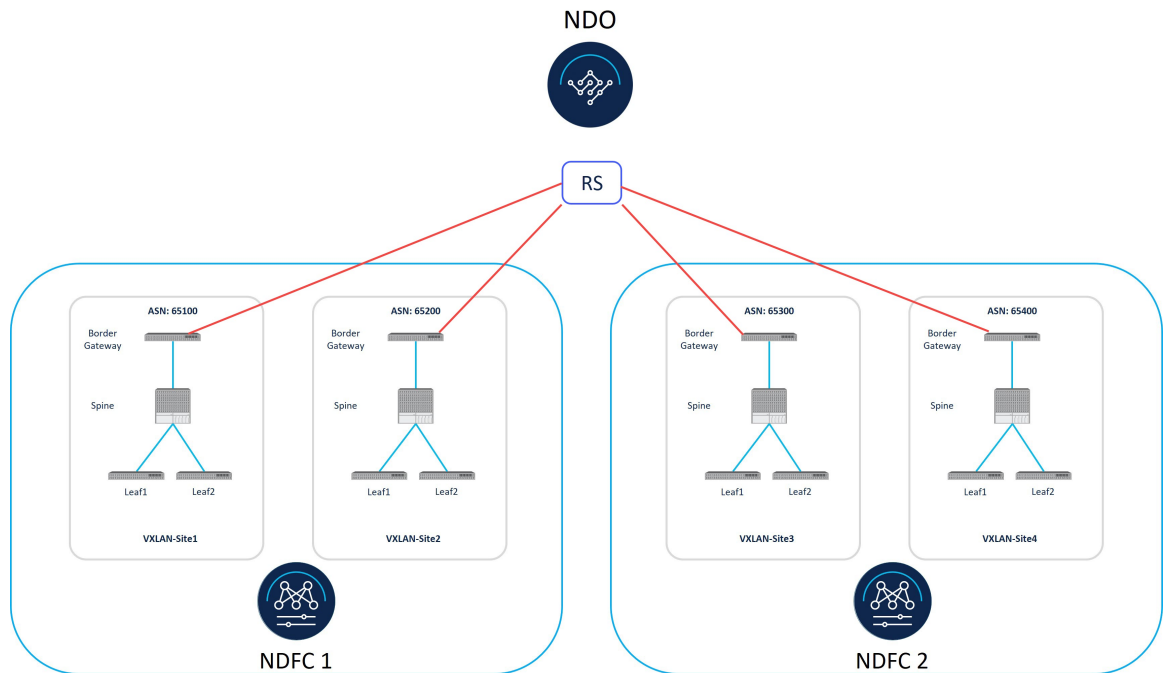 NDO
RS
ASN: 65100
Border
Gateway
Spine
Leaf1
Leaf2
VXLAN-Site1
ASN: 65200
Border
Gateway
Spine
Leaf1
Leaf2
VXLAN-Site2
NDFC 1
ASN: 65300
Border
Gateway
Spine
Leaf1
Leaf2
VXLAN-Site3
ASN: 65400
Border
Gateway
Spine
Leaf1
Leaf2
VXLAN-Site4
NDFC 2